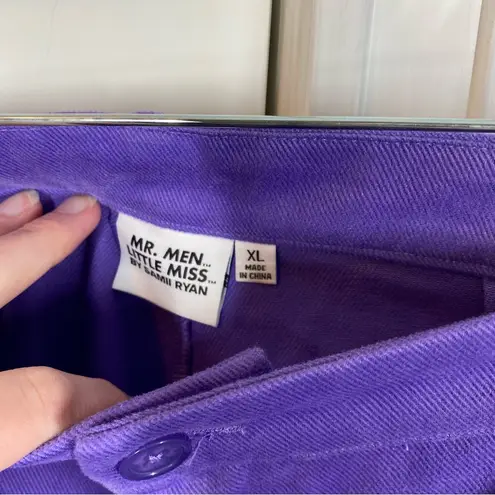 MR. MEN...
LITTLE MISS...
BY SAMII RYAN
XL
MADE
IN CHINA